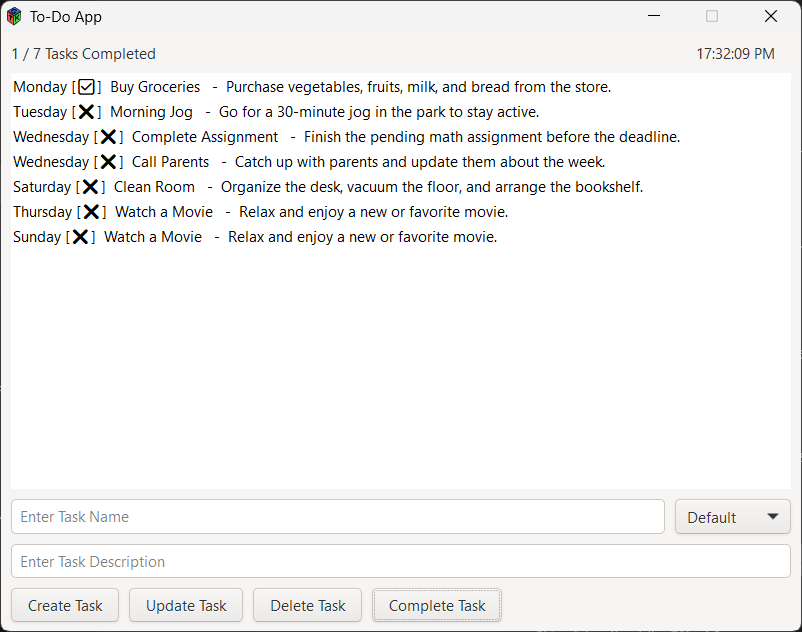 To-Do App
1 / 7 Tasks Completed 17:32:09 PM
Monday [☑] Buy Groceries - Purchase vegetables, fruits, milk, and bread from the store.
Tuesday [❌] Morning Jog - Go for a 30-minute jog in the park to stay active.
Wednesday [❌] Complete Assignment - Finish the pending math assignment before the deadline.
Wednesday [❌] Call Parents - Catch up with parents and update them about the week.
Saturday [❌] Clean Room - Organize the desk, vacuum the floor, and arrange the bookshelf.
Thursday [❌] Watch a Movie - Relax and enjoy a new or favorite movie.
Sunday [❌] Watch a Movie - Relax and enjoy a new or favorite movie.
Enter Task Name Default
Enter Task Description
Create Task Update Task Delete Task Complete Task